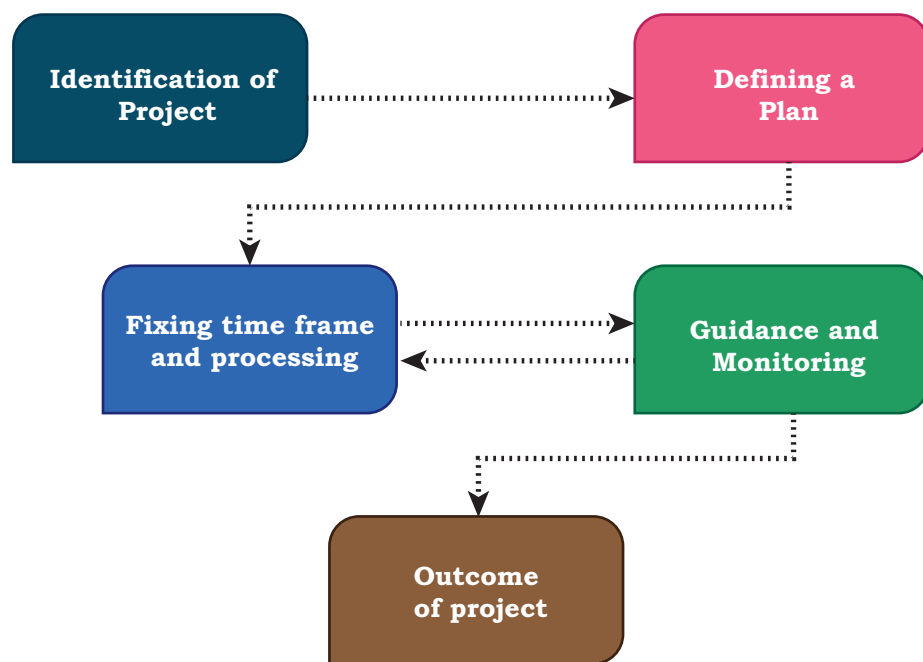 Identification of
Project
Defining a
Plan
Fixing time frame
and processing
Guidance and
Monitoring
Outcome
of project